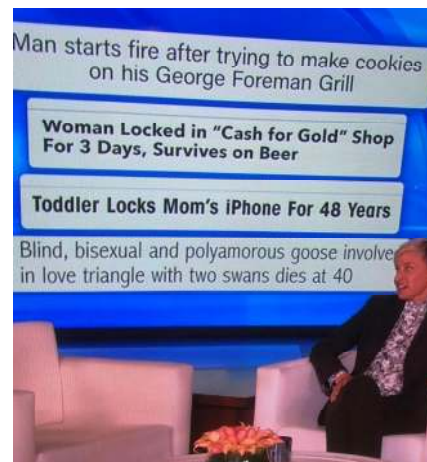 Man starts fire after trying to make cookies
on his George Foreman Grill
Woman Locked in "Cash for Gold" Shop
For 3 Days, Survives on Beer
Toddler Locks Mom's iPhone For 48 Years
Blind, bisexual and polyamorous goose involve
in love triangle with two swans dies at 40